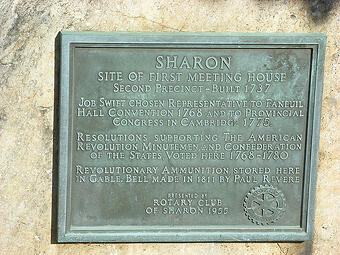 SHARON
SITE OF FIRST MEETING HOUSE
SECOND PRECINCT - BUILT 1737
JOB SWIFT CHOSEN REPRESENTATIVE TO FANEUIL
HALL CONVENTION 1768 AND TO PROVINCIAL
CONGRESS IN CAMBRIDGE 1775
RESOLUTIONS SUPPORTING THE AMERICAN
REVOLUTION MINUTEMEN, AND CONFEDERATION
OF THE STATES VOTED HERE 1768-1780
REVOLUTIONARY AMMUNITION STORED HERE
IN GABLE. BELL MADE IN 1811 BY PAUL REVERE
PRESENTED BY
ROTARY CLUB
OF SHARON 1955